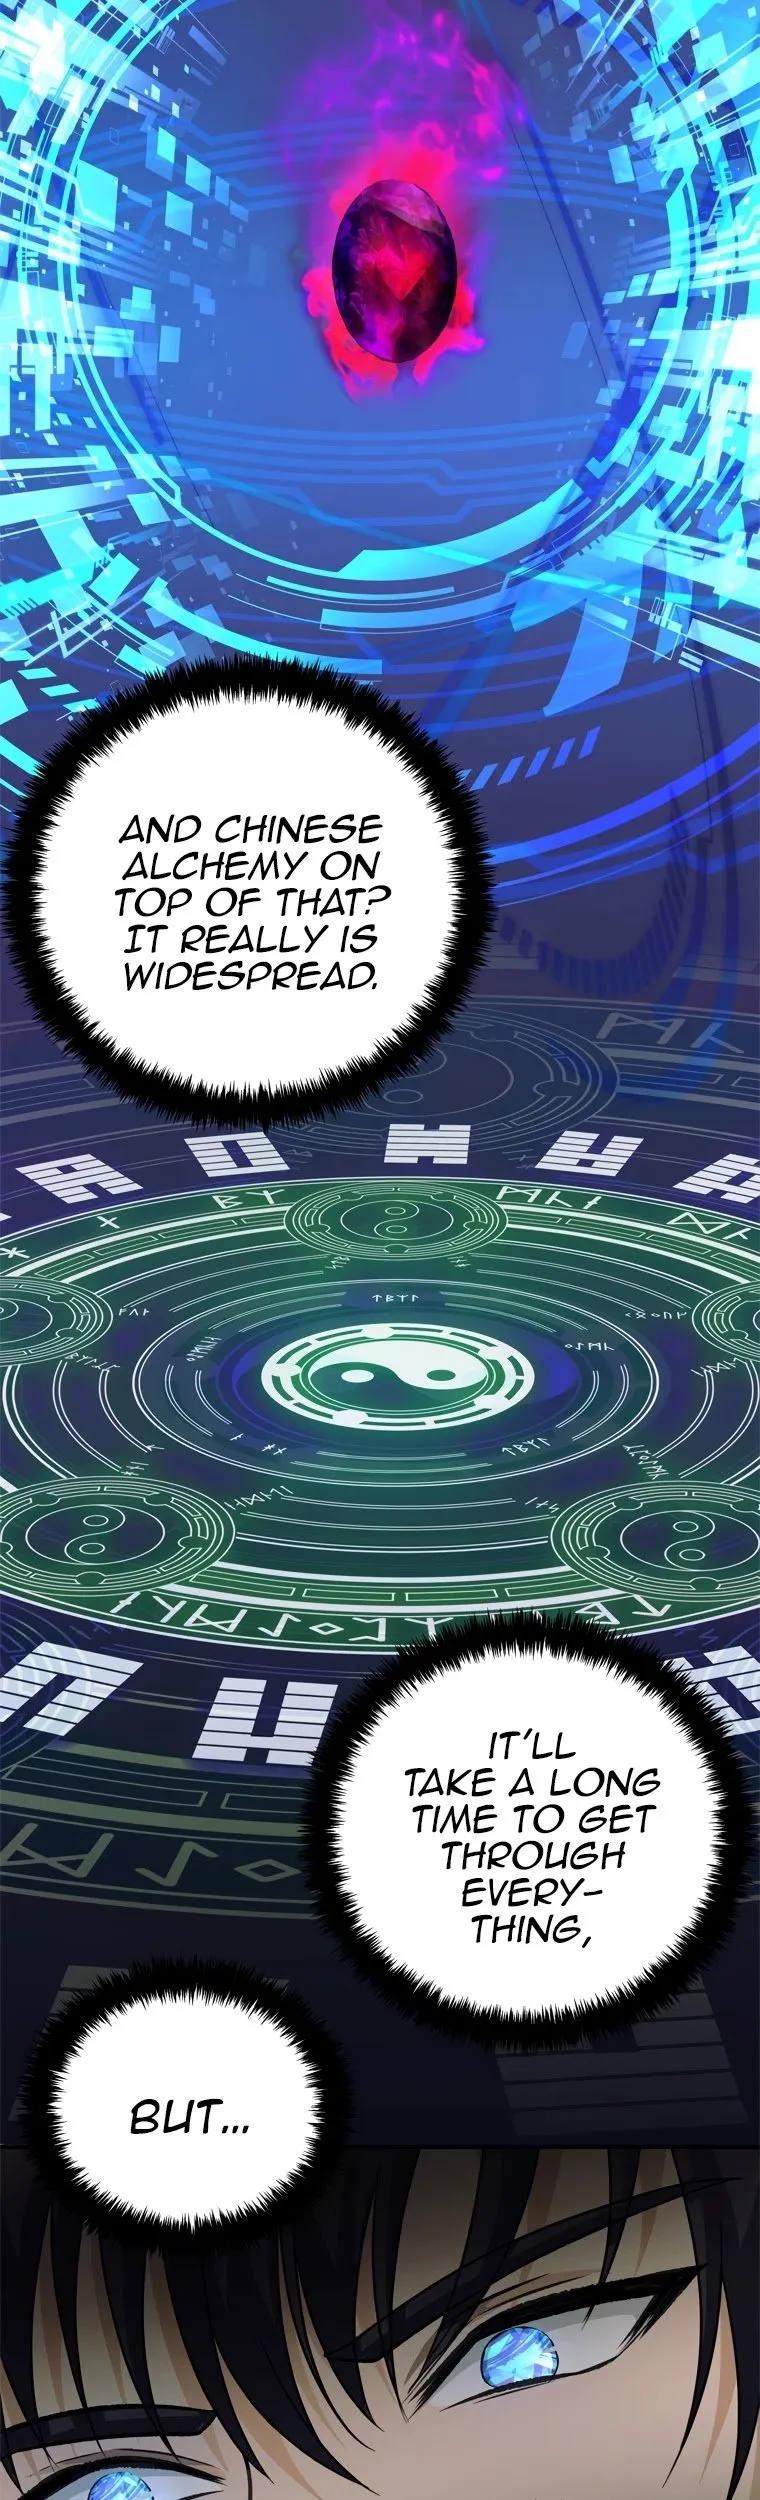 AND CHINESE
ALCHEMY ON
TOP OF THAT?
IT REALLY IS
WIDESPREAD.
IT'LL
TAKE A LONG
TIME TO GET
THROUGH
EVERY-
THING,
BUT...